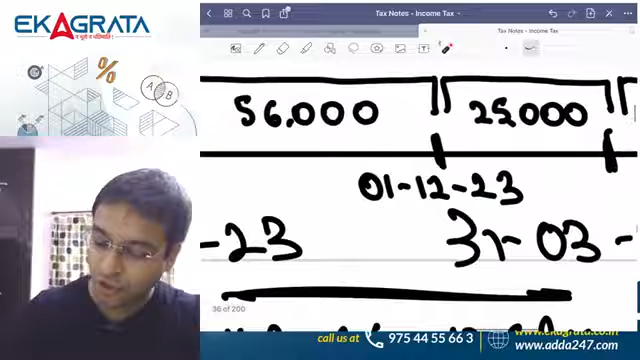 EKAGRATA
Tax Notes - Income Tax
Tax Notes - Income Tax
%
A
B
56,000
25,000
01-12-23
-23
31-03-
36 of 200
call us at
975 44 55 66 3
www.ekagrata.co.in
www.adda247.com